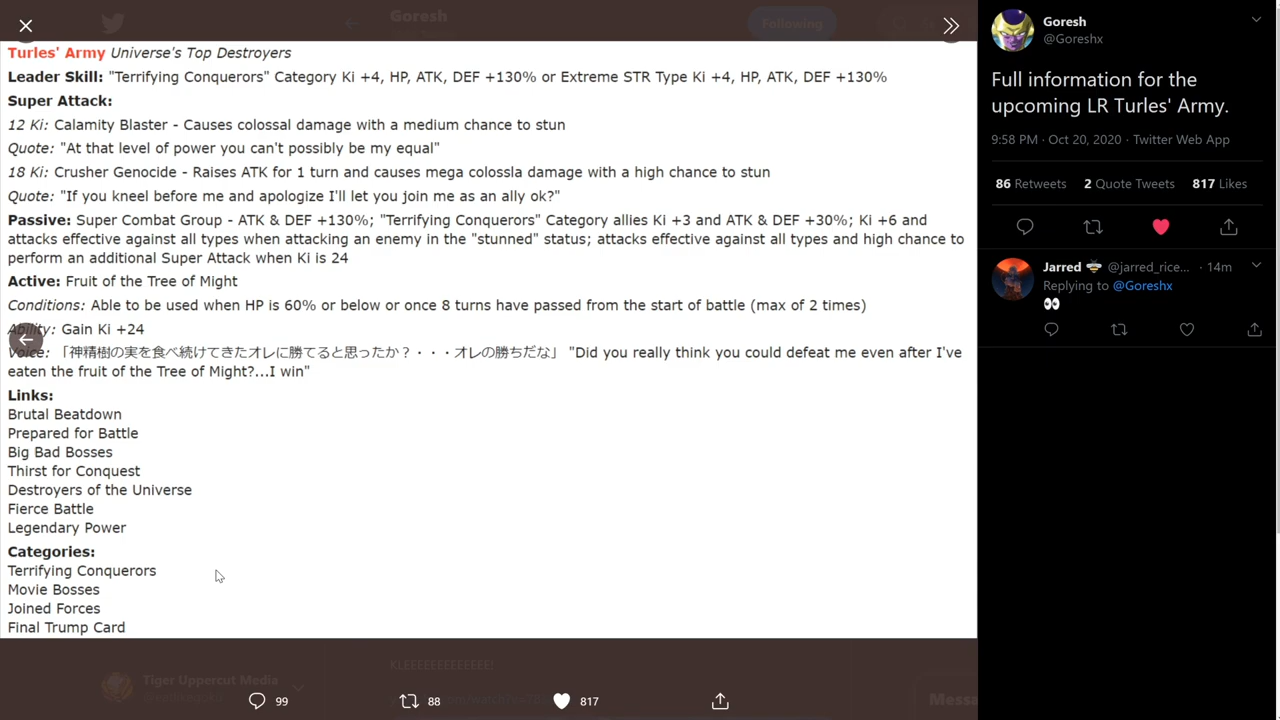 Turles' Army Universe's Top Destroyers
Leader Skill: "Terrifying Conquerors" Category Ki +4, HP, ATK, DEF +130% or Extreme STR Type Ki +4, HP, ATK, DEF +130%
Super Attack:
12 Ki: Calamity Blaster - Causes colossal damage with a medium chance to stun
Quote: "At that level of power you can't possibly be my equal"
18 Ki: Crusher Genocide - Raises ATK for 1 turn and causes mega colossla damage with a high chance to stun
Quote: "If you kneel before me and apologize I'll let you join me as an ally ok?"
Passive: Super Combat Group - ATK & DEF +130%; "Terrifying Conquerors" Category allies Ki +3 and ATK & DEF +30%; Ki +6 and
attacks effective against all types when attacking an enemy in the "stunned" status; attacks effective against all types and high chance to
perform an additional Super Attack when Ki is 24
Active: Fruit of the Tree of Might
Conditions: Able to be used when HP is 60% or below or once 8 turns have passed from the start of battle (max of 2 times)
Ability: Gain Ki +24
Voice: 「神精樹の実を食べ続けてきたオレに勝てると思ったか？・・・オレの勝ちだな」 "Did you really think you could defeat me even after I've
eaten the fruit of the Tree of Might?...I win"
Links:
Brutal Beatdown
Prepared for Battle
Big Bad Bosses
Thirst for Conquest
Destroyers of the Universe
Fierce Battle
Legendary Power
Categories:
Terrifying Conquerors
Movie Bosses
Joined Forces
Final Trump Card
Goresh
Following
Tiger Uppercut Media
Messa
99
88
817
Goresh
@Goreshx
Full information for the
upcoming LR Turles' Army.
9:58 PM · Oct 20, 2020 · Twitter Web App
86 Retweets 2 Quote Tweets 817 Likes
Jarred @jarred_rice... · 14m
Replying to @Goreshx